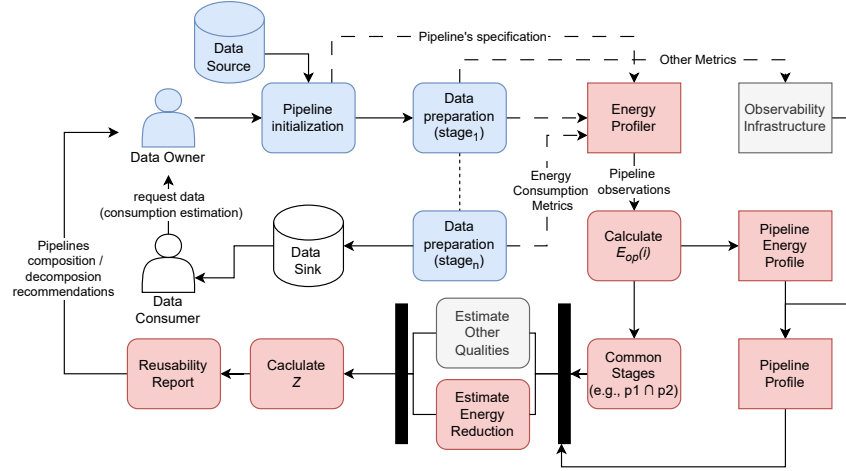 Data
Source
Pipeline's specification
Other Metrics
Pipeline
initialization
Data
preparation
(stage1)
Energy
Profiler
Observability
Infrastructure
Data Owner
request data
(consumption estimation)
Energy
Consumption
Metrics
Pipeline
observations
Pipelines
composition /
decomposion
recommendations
Data
Sink
Data
preparation
(stagen)
Calculate
Eop(i)
Pipeline
Energy
Profile
Data
Consumer
Estimate
Other
Qualities
Reusability
Report
Caclulate
Z
Estimate
Energy
Reduction
Common
Stages
(e.g., p1 ∩ p2)
Pipeline
Profile